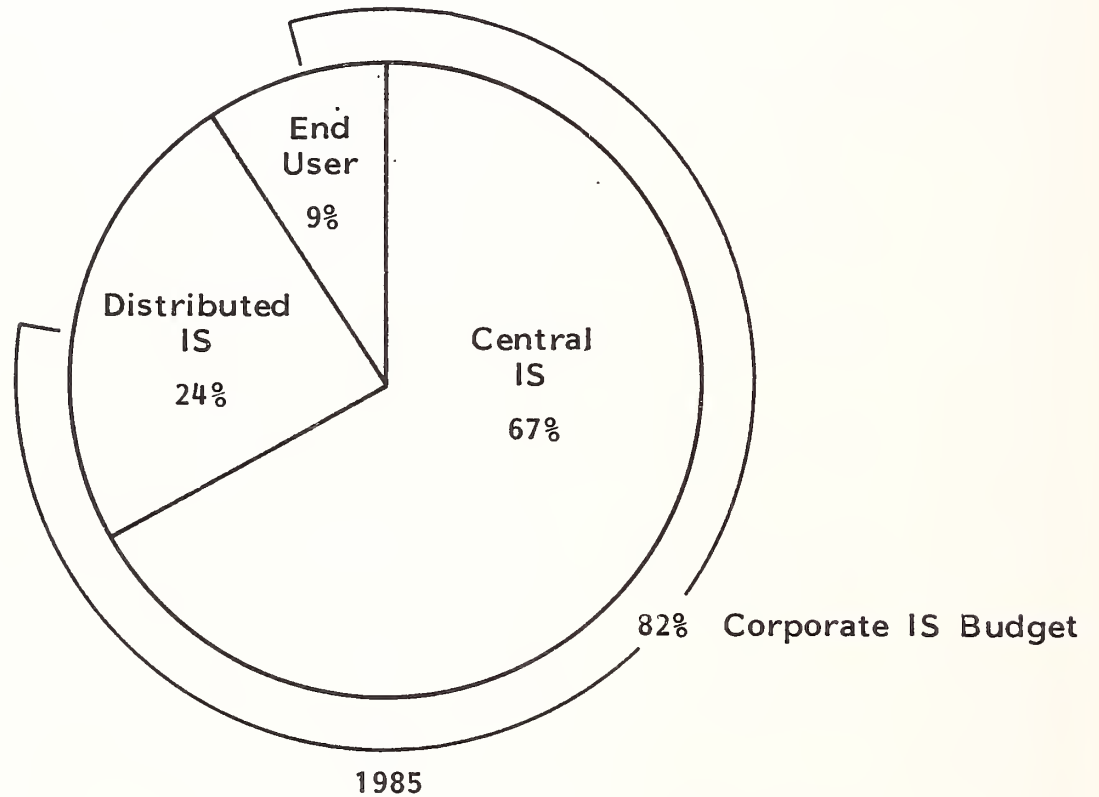 End
User
9%
Distributed
IS
24%
Central
IS
67%
82% Corporate IS Budget
1985